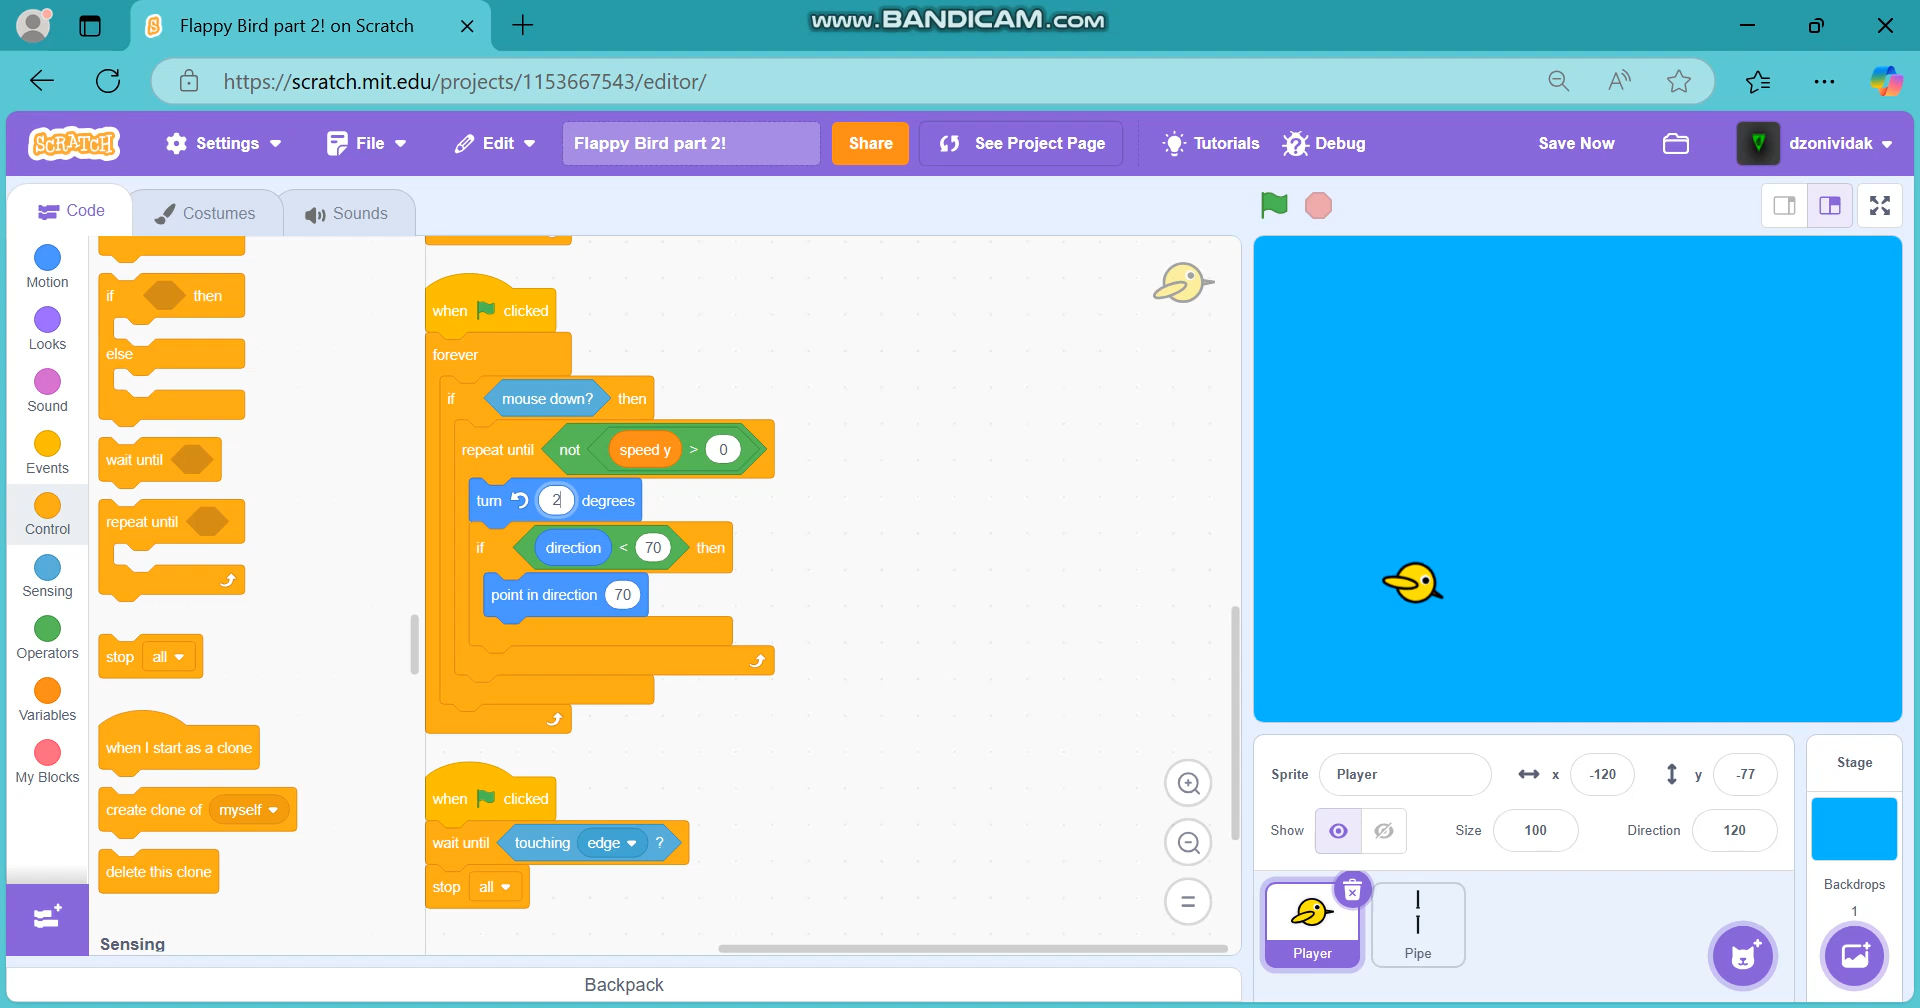 Flappy Bird part 2! on Scratch
www.BANDICAM.com
https://scratch.mit.edu/projects/1153667543/editor/
SCRATCH
Settings
File
Edit
Flappy Bird part 2!
Share
See Project Page
Tutorials
Debug
Save Now
dzonividak
Code
Costumes
Sounds
Motion
Looks
Sound
Events
Control
Sensing
Operators
Variables
My Blocks
if then
else
wait until
repeat until
stop all
when I start as a clone
create clone of myself
delete this clone
Sensing
when clicked
forever
if mouse down? then
repeat until not speed y > 0
turn 2 degrees
if direction < 70 then
point in direction 70
when clicked
wait until touching edge ?
stop all
Backpack
Sprite Player x -120 y -77
Show Size 100 Direction 120
Player
Pipe
Stage
Backdrops
1